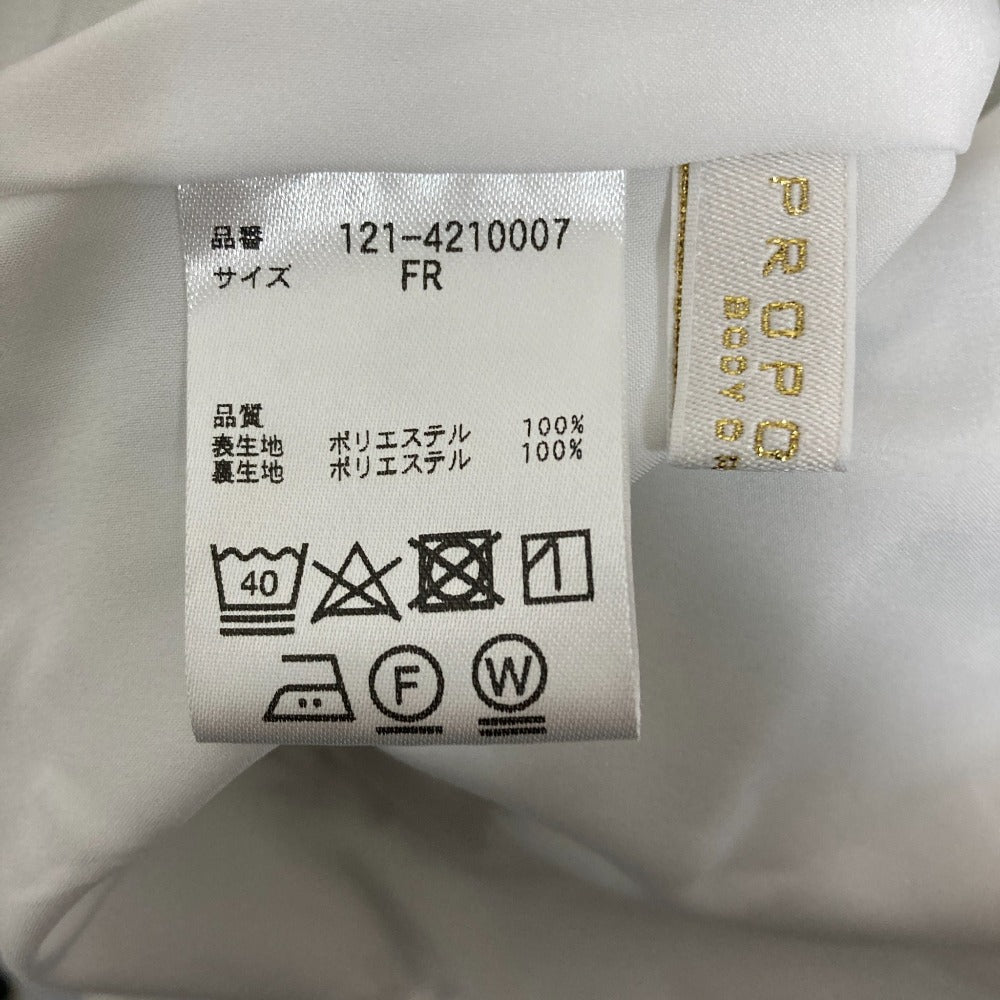 品番 121-4210007
サイズ FR
品質
表生地 ポリエステル 100%
裏生地 ポリエステル 100%
40
F
W
PROPO
BODY